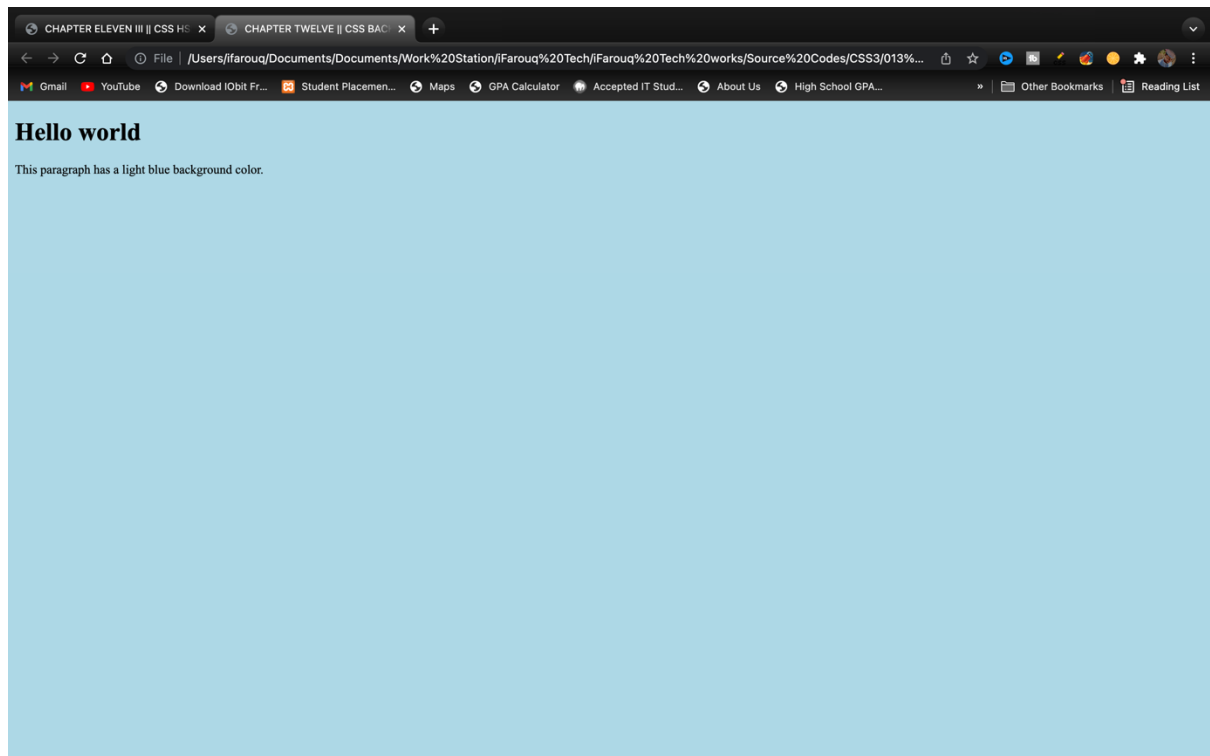 CHAPTER ELEVEN III || CSS HS
CHAPTER TWELVE || CSS BAC
File | /Users/ifarouq/Documents/Documents/Work%20Station/iFarouq%20Tech/iFarouq%20Tech%20works/Source%20Codes/CSS3/013%...
Gmail YouTube Download IObit Fr... Student Placemen... Maps GPA Calculator Accepted IT Stud... About Us High School GPA... » Other Bookmarks Reading List
Hello world
This paragraph has a light blue background color.